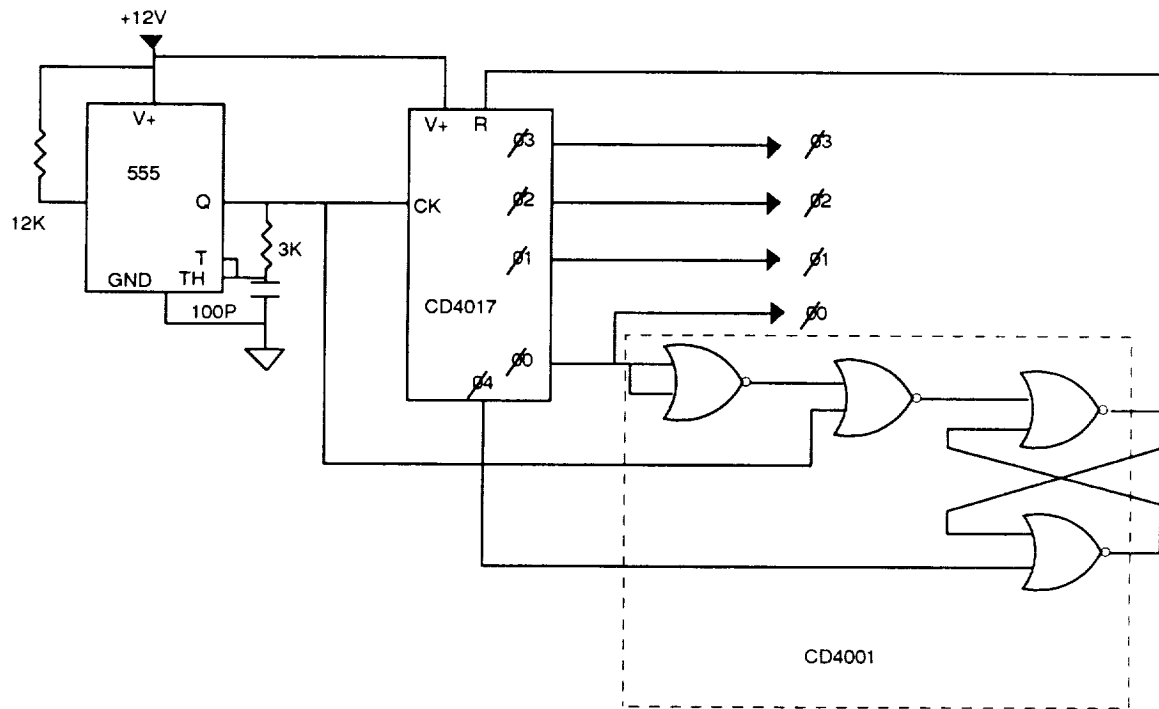 +12V
V+
555
12K
Q
T
TH
GND
3K
100P
V+ R
CK
CD4017
Ø3
Ø2
Ø1
Ø0
Ø4
Ø3
Ø2
Ø1
Ø0
CD4001